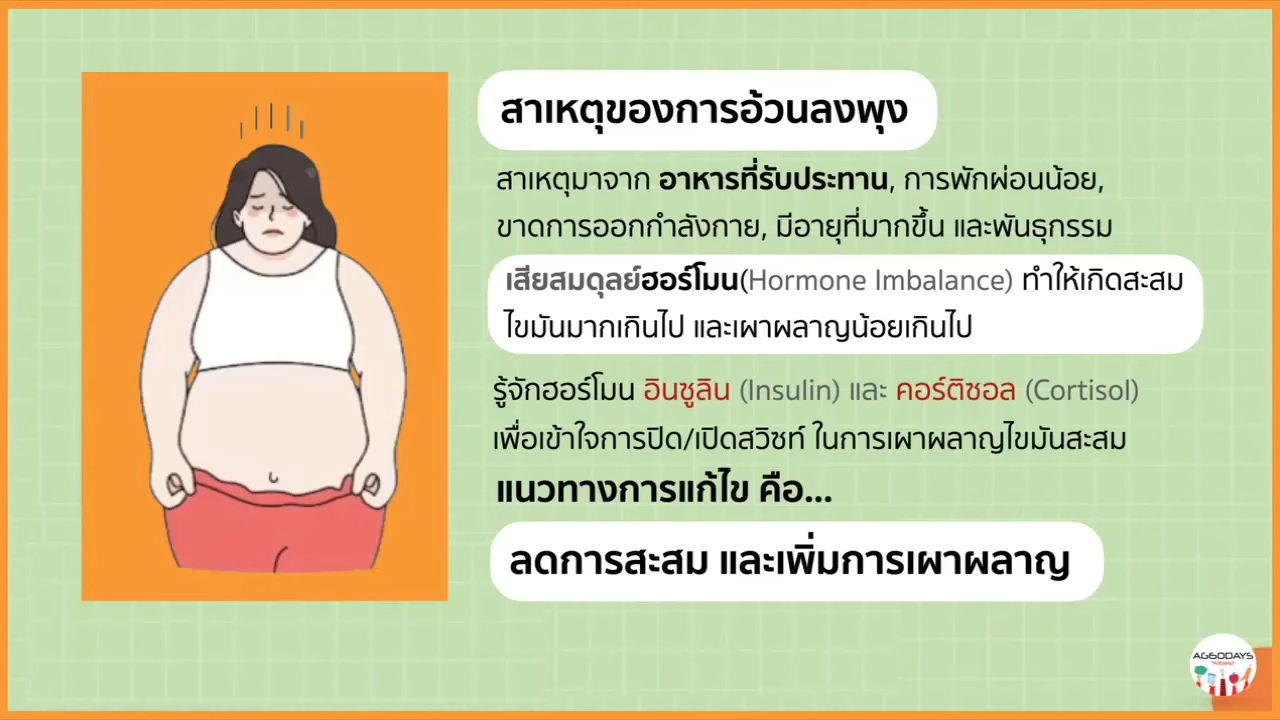 สาเหตุของการอ้วนลงพุง
สาเหตุมาจาก อาหารที่รับประทาน, การพักผ่อนน้อย,
ขาดการออกกำลังกาย, มีอายุที่มากขึ้น และพันธุกรรม
เสียสมดุลย์ฮอร์โมน(Hormone Imbalance) ทำให้เกิดสะสม
ไขมันมากเกินไป และเผาผลาญน้อยเกินไป
รู้จักฮอร์โมน อินซูลิน (Insulin) และ คอร์ติซอล (Cortisol)
เพื่อเข้าใจการปิด/เปิดสวิซท์ ในการเผาผลาญไขมันสะสม
แนวทางการแก้ไข คือ...
ลดการสะสม และเพิ่มการเผาผลาญ
AG60DAYS